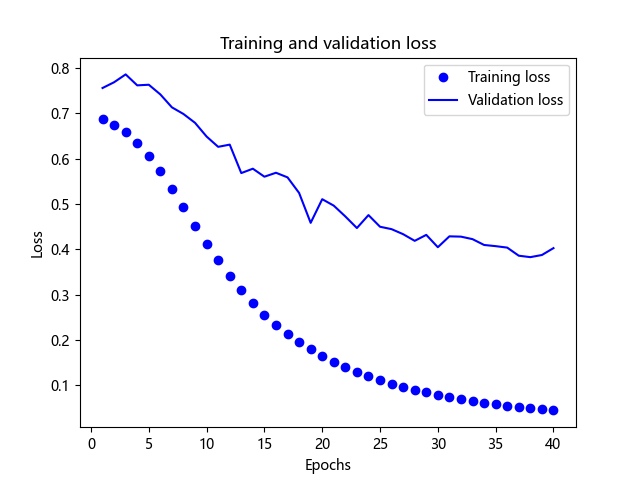 Training and validation loss
Training loss
Validation loss
0.8
0.7
0.6
0.5
0.4
0.3
0.2
0.1
Loss
0 5 10 15 20 25 30 35 40
Epochs